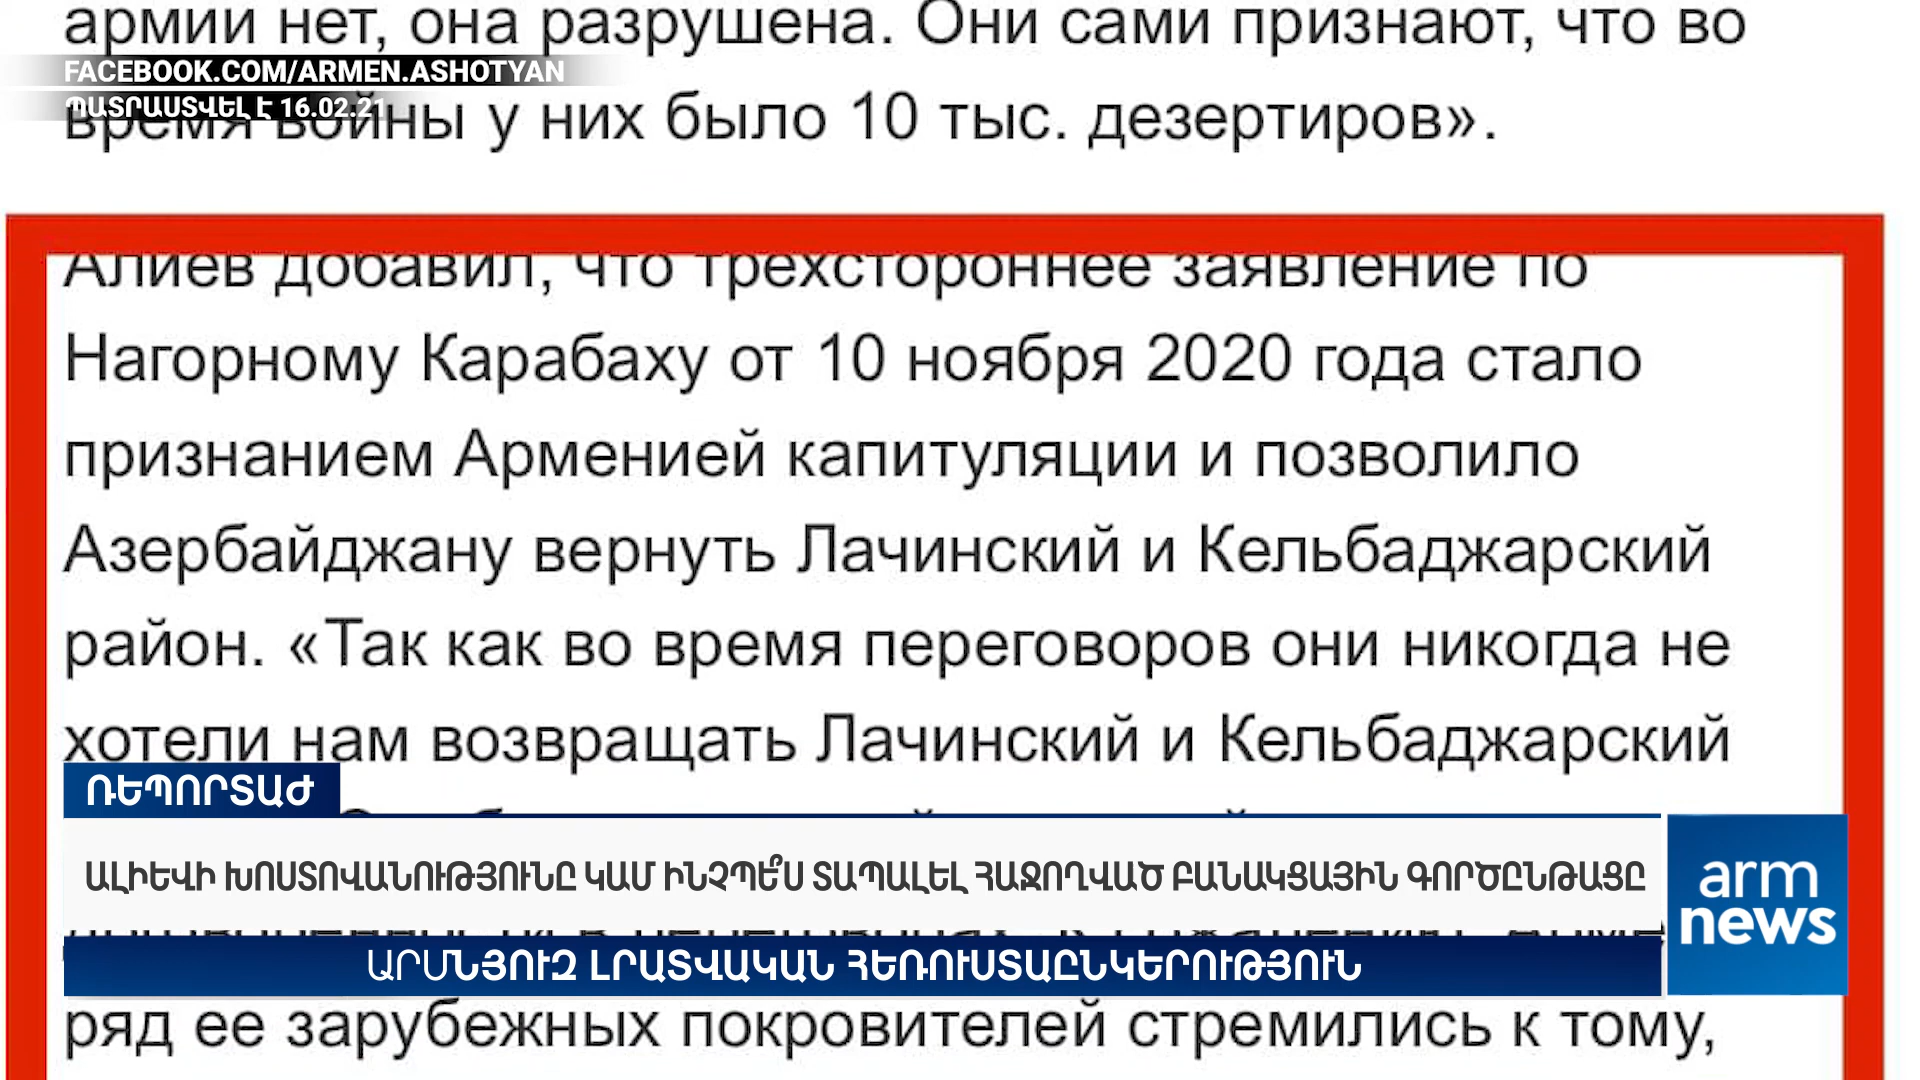 армии нет, она разрушена. Они сами признают, что во
FACEBOOK.COM/ARMEN.ASHOTYAN
ՊԱՏՐԱՍՏՎԵԼ Է 16.02.21
время войны у них было 10 тыс. дезертиров».
Алиев добавил, что трехстороннее заявление по
Нагорному Карабаху от 10 ноября 2020 года стало
признанием Арменией капитуляции и позволило
Азербайджану вернуть Лачинский и Кельбаджарский
район. «Так как во время переговоров они никогда не
хотели нам возвращать Лачинский и Кельбаджарский
ՌԵՊՈՐՏԱԺ
ԱԼԻԵՎԻ ԽՈՍՏՈՎԱՆՈՒԹՅՈՒՆԸ ԿԱՄ ԻՆՉՊԵ՞Ս ՏԱՊԱԼԵԼ ՀԱՋՈՂՎԱԾ ԲԱՆԱԿՑԱՅԻՆ ԳՈՐԾԸՆԹԱՑԸ
arm
news
ԱՐՄՆՅՈՒԶ ԼՐԱՏՎԱԿԱՆ ՀԵՌՈՒՍՏԱԸՆԿԵՐՈՒԹՅՈՒՆ
ряд ее зарубежных покровителей стремились к тому,